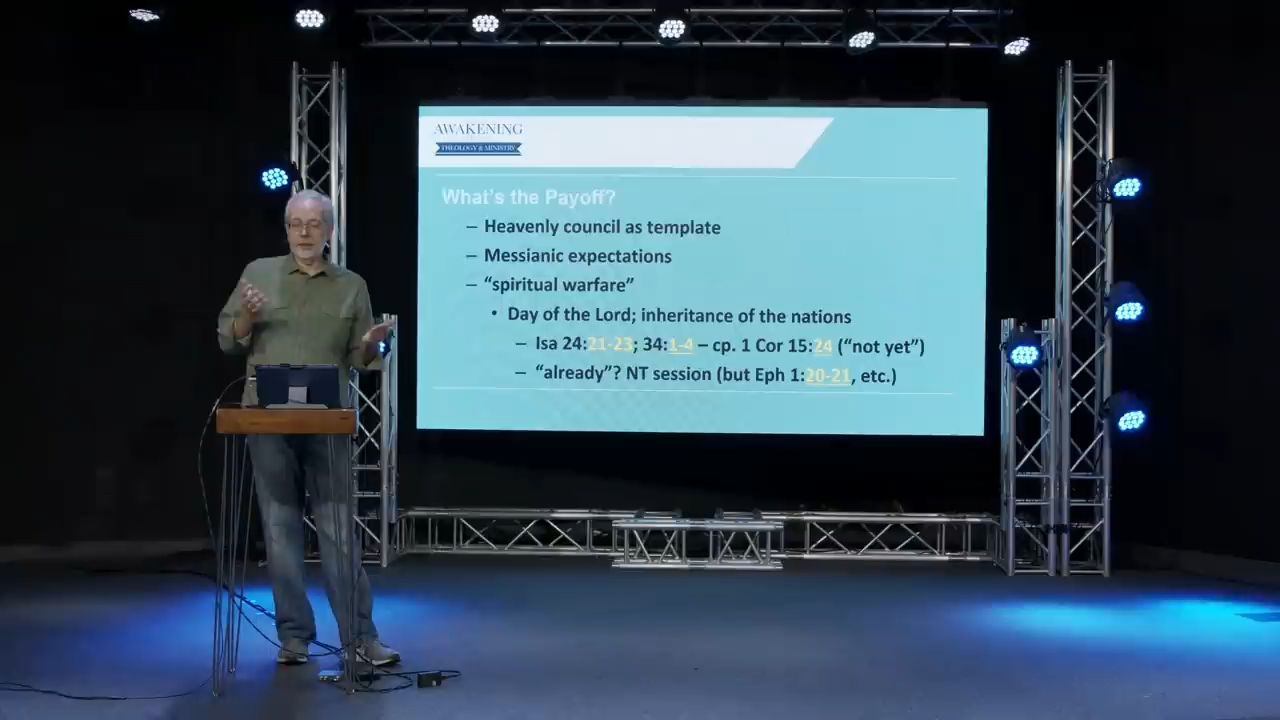 AWAKENING
THEOLOGY & MINISTRY
What's the Payoff?
– Heavenly council as template
– Messianic expectations
– “spiritual warfare”
• Day of the Lord; inheritance of the nations
– Isa 24:21-23; 34:1-4 – cp. 1 Cor 15:24 (“not yet”)
– “already”? NT session (but Eph 1:20-21, etc.)